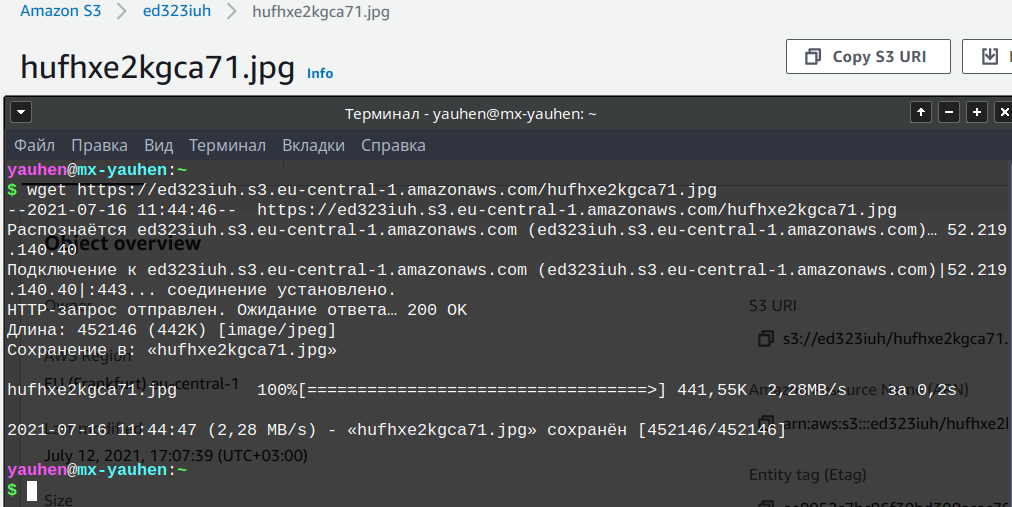 Amazon S3 > ed323iuh > hufhxe2kgca71.jpg
hufhxe2kgca71.jpg Info
Copy S3 URI
Терминал - yauhen@mx-yauhen: ~
Файл Правка Вид Терминал Вкладки Справка
yauhen@mx-yauhen:~
$ wget https://ed323iuh.s3.eu-central-1.amazonaws.com/hufhxe2kgca71.jpg
--2021-07-16 11:44:46-- https://ed323iuh.s3.eu-central-1.amazonaws.com/hufhxe2kgca71.jpg
Распознаётся ed323iuh.s3.eu-central-1.amazonaws.com (ed323iuh.s3.eu-central-1.amazonaws.com)… 52.219
Object overview
.140.40
Подключение к ed323iuh.s3.eu-central-1.amazonaws.com (ed323iuh.s3.eu-central-1.amazonaws.com)|52.219
.140.40|:443... соединение установлено.
Owner
S3 URI
HTTP-запрос отправлен. Ожидание ответа… 200 OK
Длина: 452146 (442K) [image/jpeg]
s3://ed323iuh/hufhxe2kgca71.
Сохранение в: «hufhxe2kgca71.jpg»
AWS Region
EU (Frankfurt) eu-central-1
hufhxe2kgca71.jpg 100%[==================================>] 441,55K 2,28MB/s за 0,2s
Amazon Resource Name (ARN)
arn:aws:s3:::ed323iuh/hufhxe2
2021-07-16 11:44:47 (2,28 MB/s) - «hufhxe2kgca71.jpg» сохранён [452146/452146]
Last modified
July 12, 2021, 17:07:39 (UTC+03:00)
yauhen@mx-yauhen:~
Entity tag (Etag)
$
Size